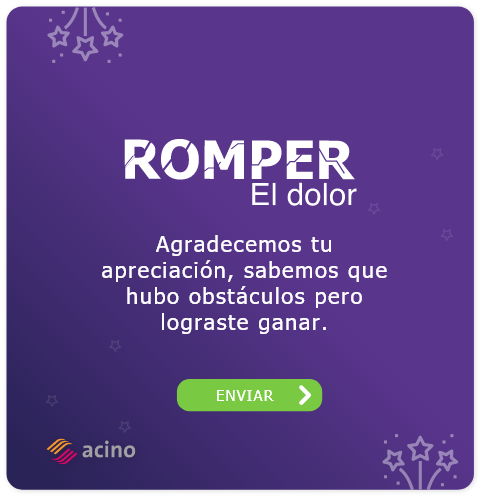 ROMPER
El dolor
Agradecemos tu
apreciación, sabemos que
hubo obstáculos pero
lograste ganar.
ENVIAR
acino